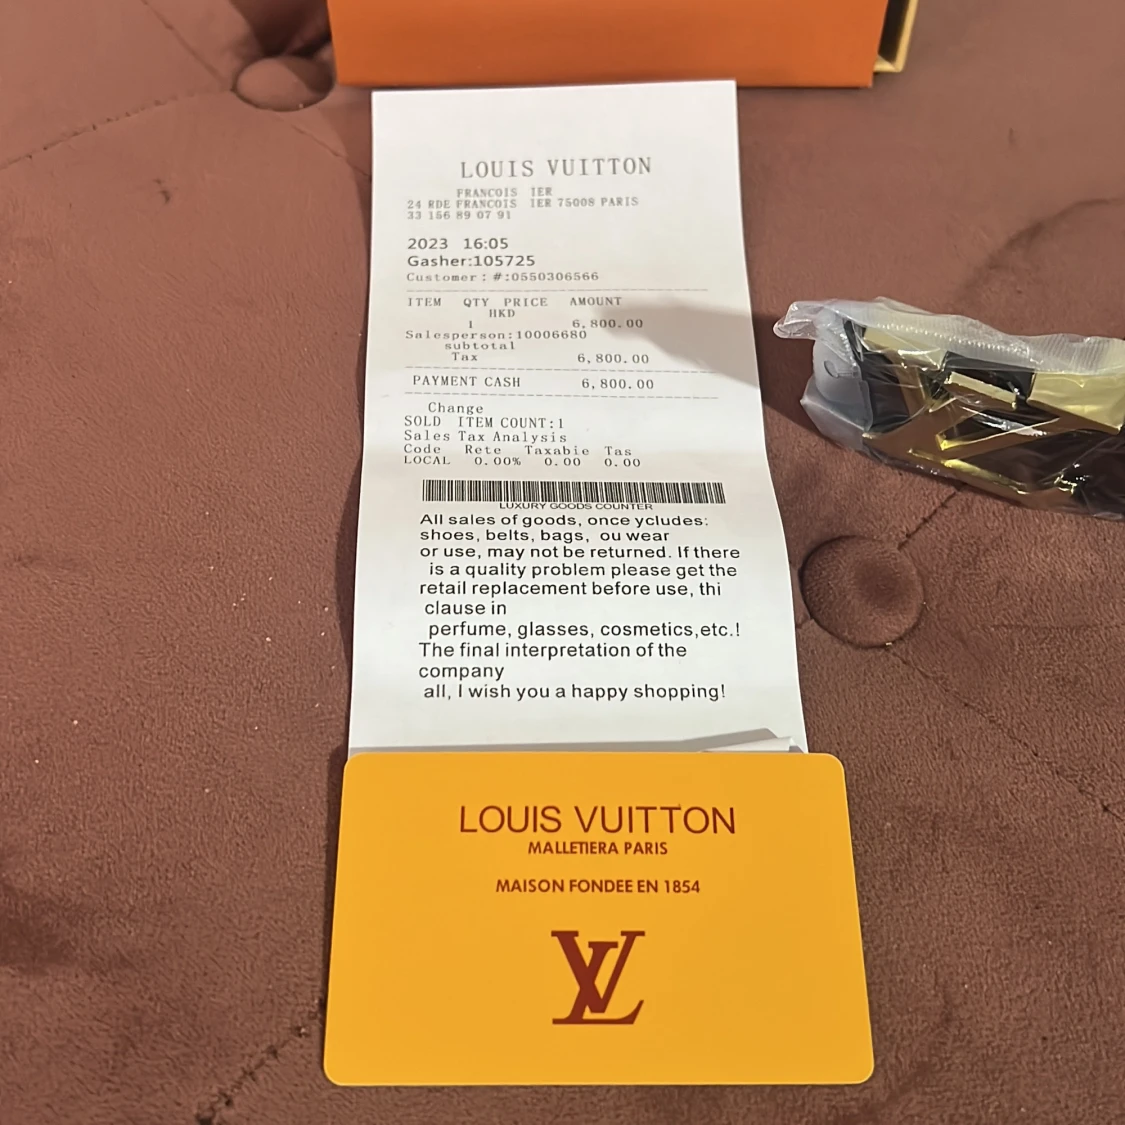 LOUIS VUITTON
FRANCOIS IER
24 RDE FRANCOIS IER 75008 PARIS
33 156 89 07 91
2023 16:05
Gasher:105725
Customer : #:0550306566
ITEM QTY PRICE AMOUNT
HKD
1 6,800.00
Salesperson:10006680
subtotal
Tax 6,800.00
PAYMENT CASH 6,800.00
Change
SOLD ITEM COUNT:1
Sales Tax Analysis
Code Rete Taxabie Tas
LOCAL 0.00% 0.00 0.00
LUXURY GOODS COUNTER
All sales of goods, once ycludes:
shoes, belts, bags, ou wear
or use, may not be returned. If there
is a quality problem please get the
retail replacement before use, thi
clause in
perfume, glasses, cosmetics,etc.!
The final interpretation of the
company
all, I wish you a happy shopping!
LOUIS VUITTON
MALLETIERA PARIS
MAISON FONDEE EN 1854
LV